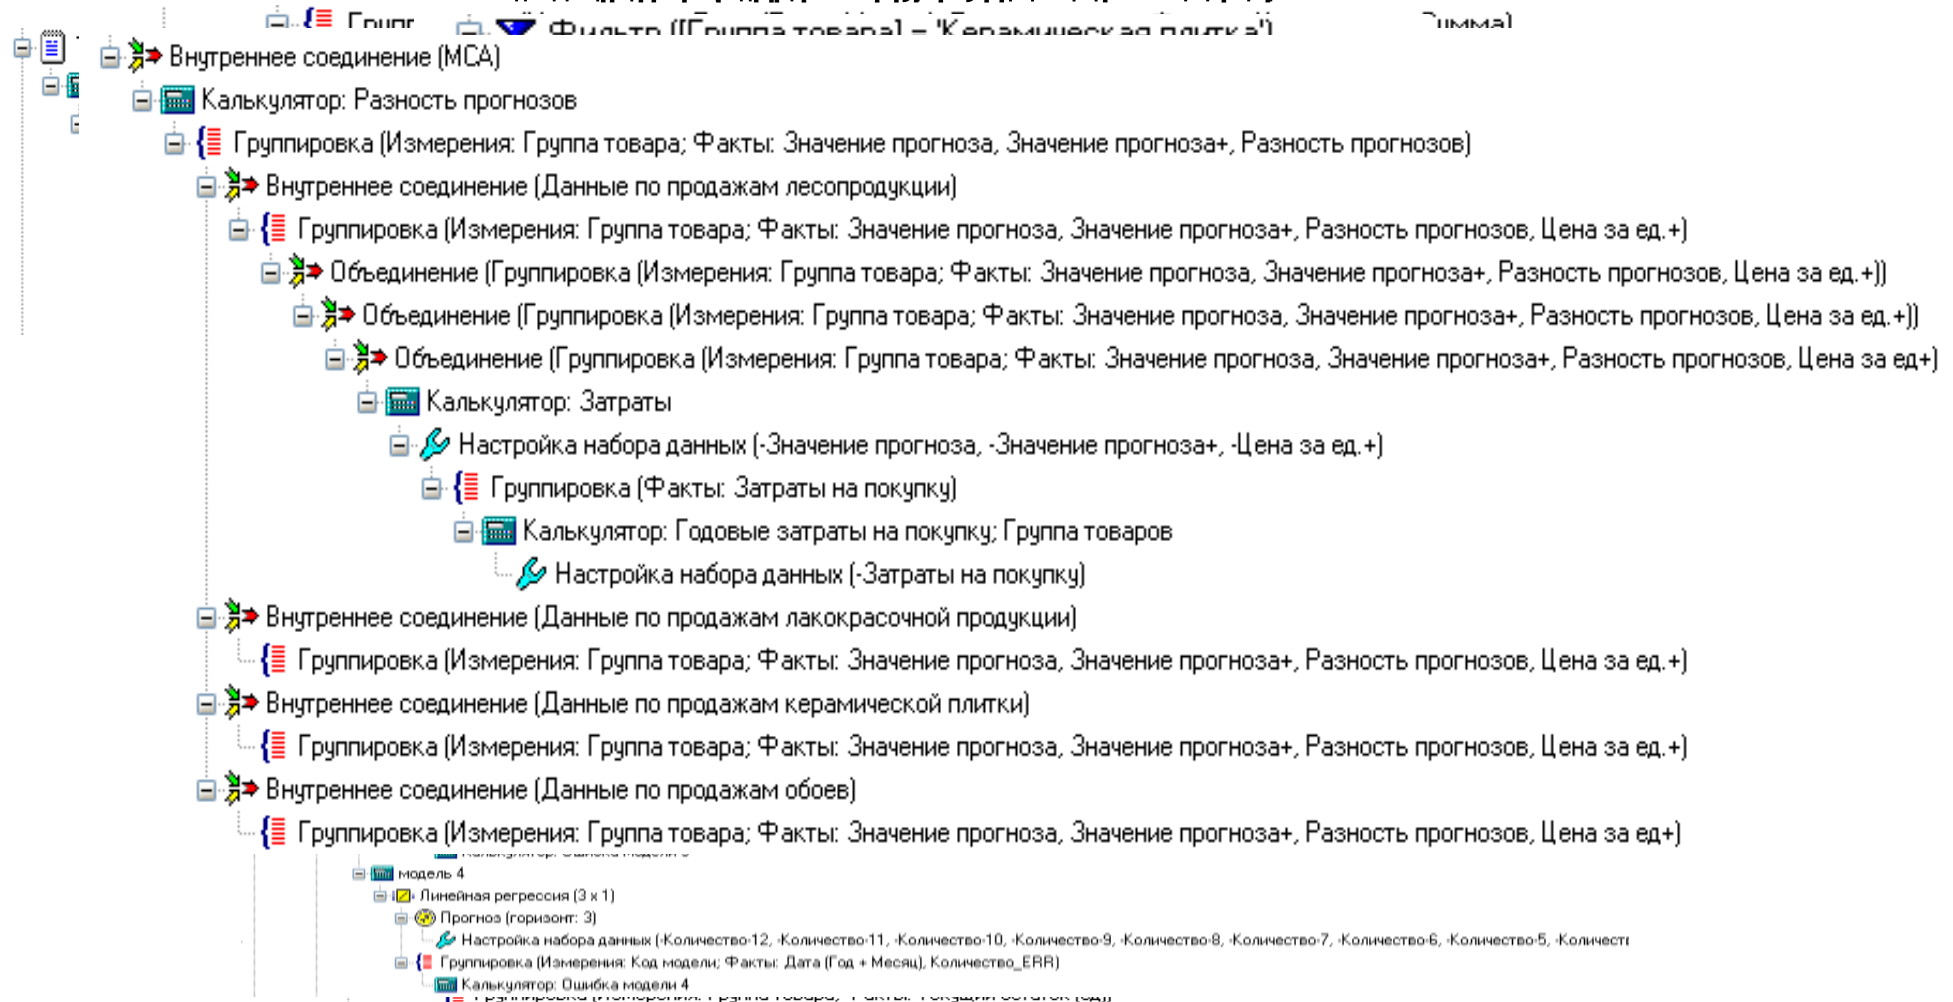 Фильтр ([Группа товара] = 'Керамическая плитка')
Внутреннее соединение (МСА)
Калькулятор: Разность прогнозов
Группировка (Измерения: Группа товара; Факты: Значение прогноза, Значение прогноза+, Разность прогнозов)
Внутреннее соединение (Данные по продажам лесопродукции)
Группировка (Измерения: Группа товара; Факты: Значение прогноза, Значение прогноза+, Разность прогнозов, Цена за ед.+)
Объединение (Группировка (Измерения: Группа товара; Факты: Значение прогноза, Значение прогноза+, Разность прогнозов, Цена за ед.+))
Объединение (Группировка (Измерения: Группа товара; Факты: Значение прогноза, Значение прогноза+, Разность прогнозов, Цена за ед.+))
Объединение (Группировка (Измерения: Группа товара; Факты: Значение прогноза, Значение прогноза+, Разность прогнозов, Цена за ед+)
Калькулятор: Затраты
Настройка набора данных (-Значение прогноза, -Значение прогноза+, -Цена за ед.+)
Группировка (Факты: Затраты на покупку)
Калькулятор: Годовые затраты на покупку; Группа товаров
Настройка набора данных (-Затраты на покупку)
Внутреннее соединение (Данные по продажам лакокрасочной продукции)
Группировка (Измерения: Группа товара; Факты: Значение прогноза, Значение прогноза+, Разность прогнозов, Цена за ед.+)
Внутреннее соединение (Данные по продажам керамической плитки)
Группировка (Измерения: Группа товара; Факты: Значение прогноза, Значение прогноза+, Разность прогнозов, Цена за ед.+)
Внутреннее соединение (Данные по продажам обоев)
Группировка (Измерения: Группа товара; Факты: Значение прогноза, Значение прогноза+, Разность прогнозов, Цена за ед+)
модель 4
Линейная регрессия (3 x 1)
Прогноз (горизонт: 3)
Настройка набора данных (-Количество-12, -Количество-11, -Количество-10, -Количество-9, -Количество-8, -Количество-7, -Количество-6, -Количество-5, -Количест
Группировка (Измерения: Код модели; Факты: Дата (Год + Месяц), Количество_ERR)
Калькулятор: Ошибка модели 4